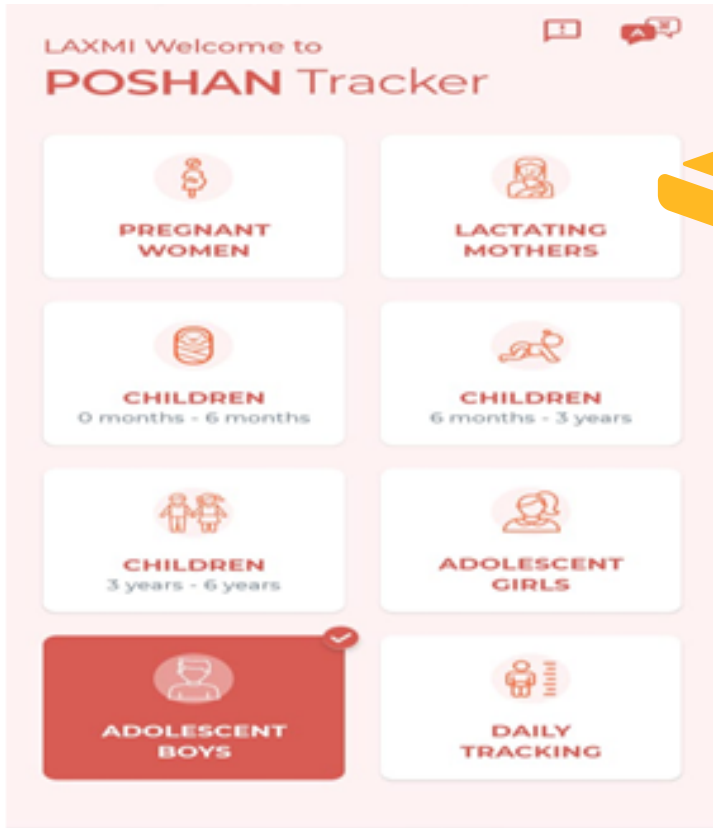 LAXMI Welcome to
POSHAN Tracker
PREGNANT
WOMEN
LACTATING
MOTHERS
CHILDREN
0 months - 6 months
CHILDREN
6 months - 3 years
CHILDREN
3 years - 6 years
ADOLESCENT
GIRLS
ADOLESCENT
BOYS
DAILY
TRACKING